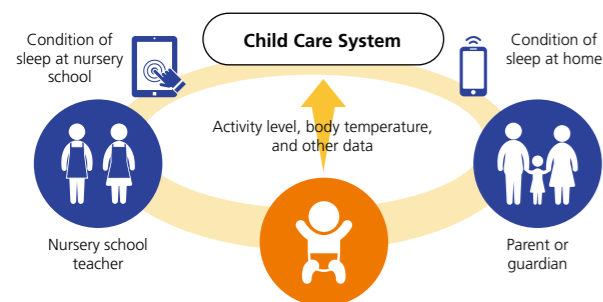 Condition of
sleep at nursery
school
Child Care System
Condition of
sleep at home
Activity level, body temperature,
and other data
Nursery school
teacher
Parent or
guardian